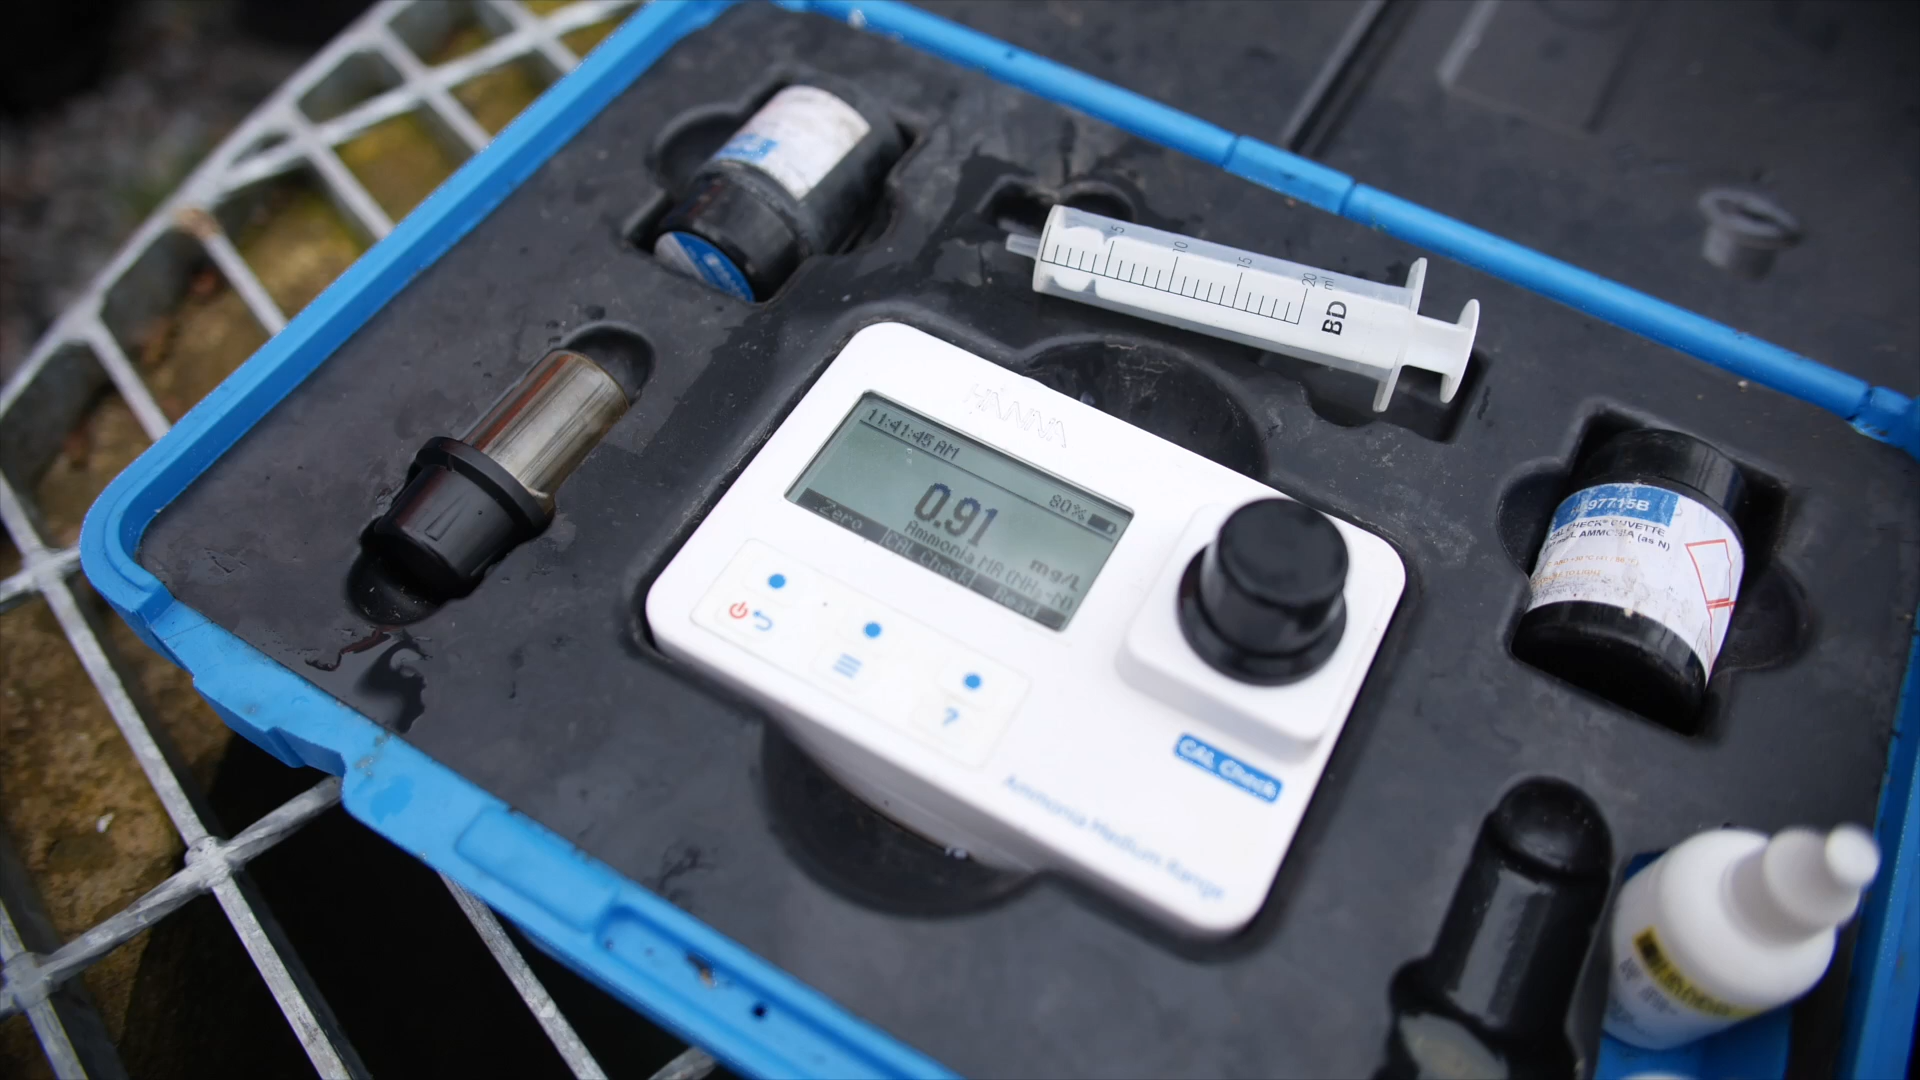 5 10 15 20 ml
BD
HANNA
11:41:45 AM
80%
0.91
mg/L
Ammonia MR (NH₃-N)
Zero CAL Check Read
?
CAL Check
Ammonia Medium Range
97715B
CHECK® CUVETTE
AMMONIA (as N)